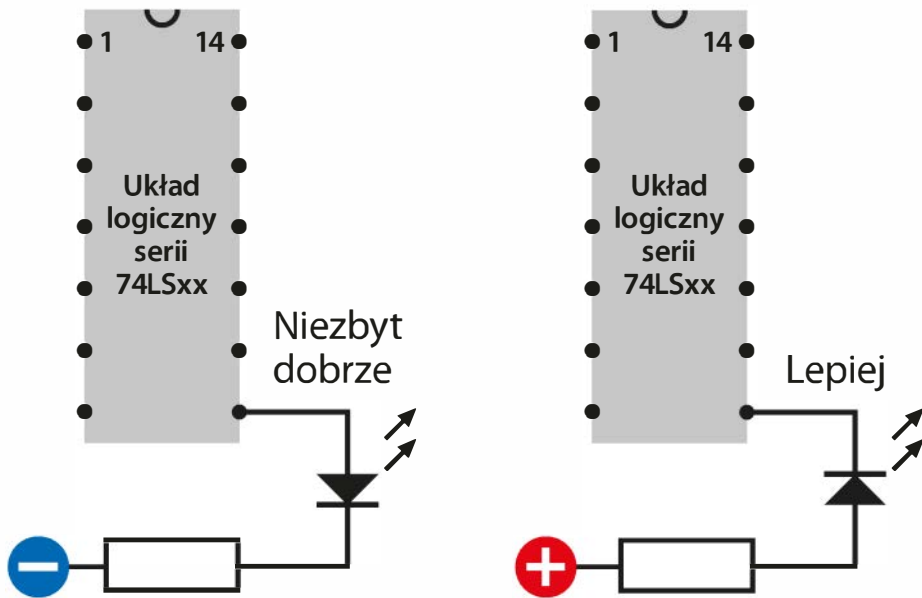 1 14
Układ
logiczny
serii
74LSxx
Niezbyt
dobrze
1 14
Układ
logiczny
serii
74LSxx
Lepiej